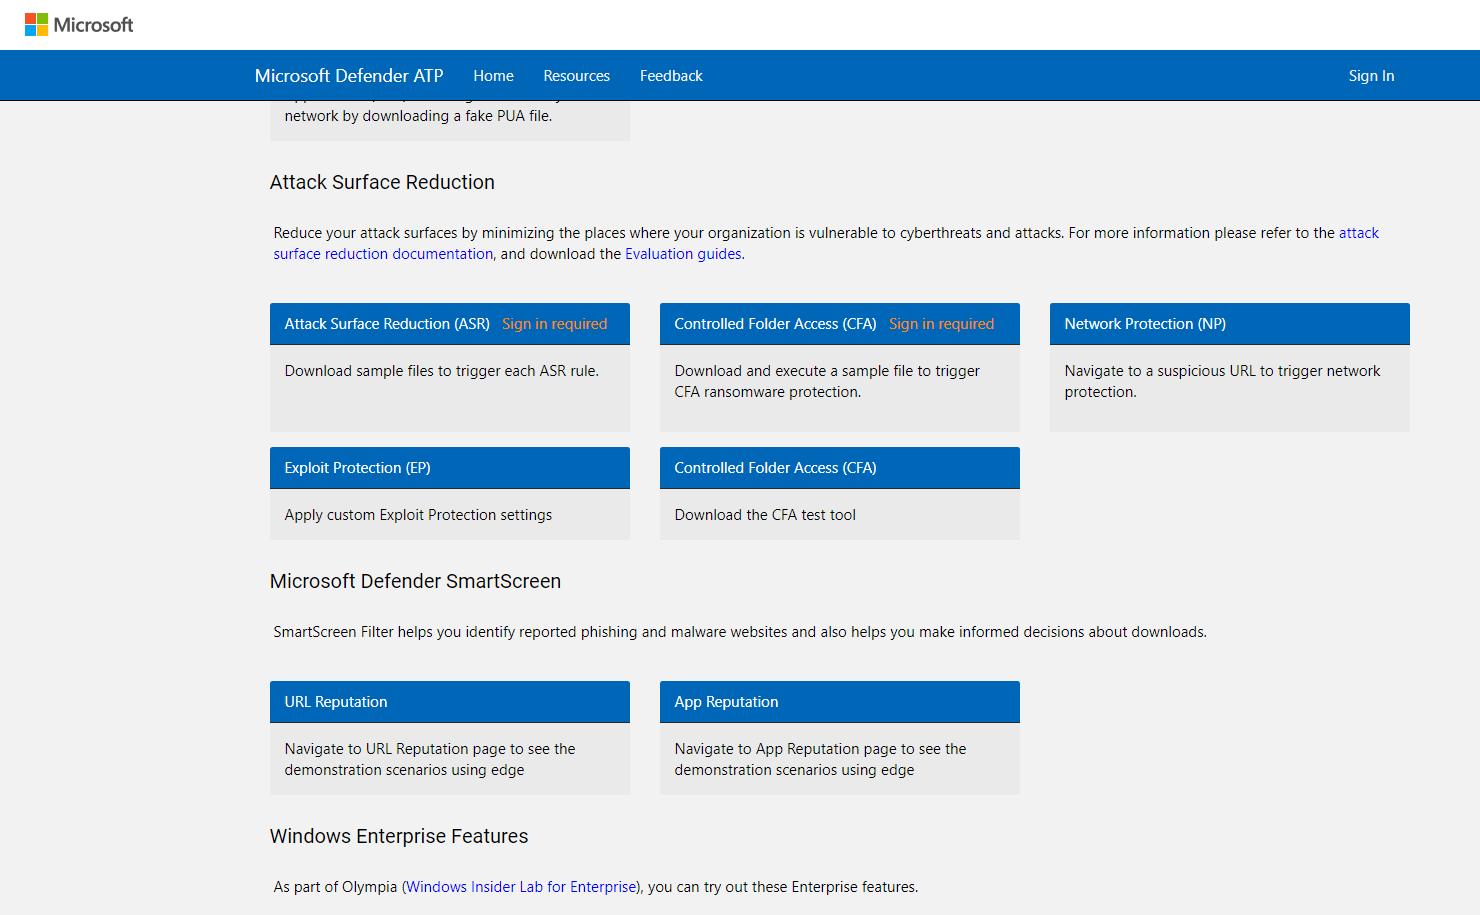 Microsoft
Microsoft Defender ATP Home Resources Feedback Sign In
network by downloading a fake PUA file.
Attack Surface Reduction
Reduce your attack surfaces by minimizing the places where your organization is vulnerable to cyberthreats and attacks. For more information please refer to the attack
surface reduction documentation, and download the Evaluation guides.
Attack Surface Reduction (ASR) Sign in required
Download sample files to trigger each ASR rule.
Controlled Folder Access (CFA) Sign in required
Download and execute a sample file to trigger
CFA ransomware protection.
Network Protection (NP)
Navigate to a suspicious URL to trigger network
protection.
Exploit Protection (EP)
Apply custom Exploit Protection settings
Controlled Folder Access (CFA)
Download the CFA test tool
Microsoft Defender SmartScreen
SmartScreen Filter helps you identify reported phishing and malware websites and also helps you make informed decisions about downloads.
URL Reputation
Navigate to URL Reputation page to see the
demonstration scenarios using edge
App Reputation
Navigate to App Reputation page to see the
demonstration scenarios using edge
Windows Enterprise Features
As part of Olympia (Windows Insider Lab for Enterprise), you can try out these Enterprise features.